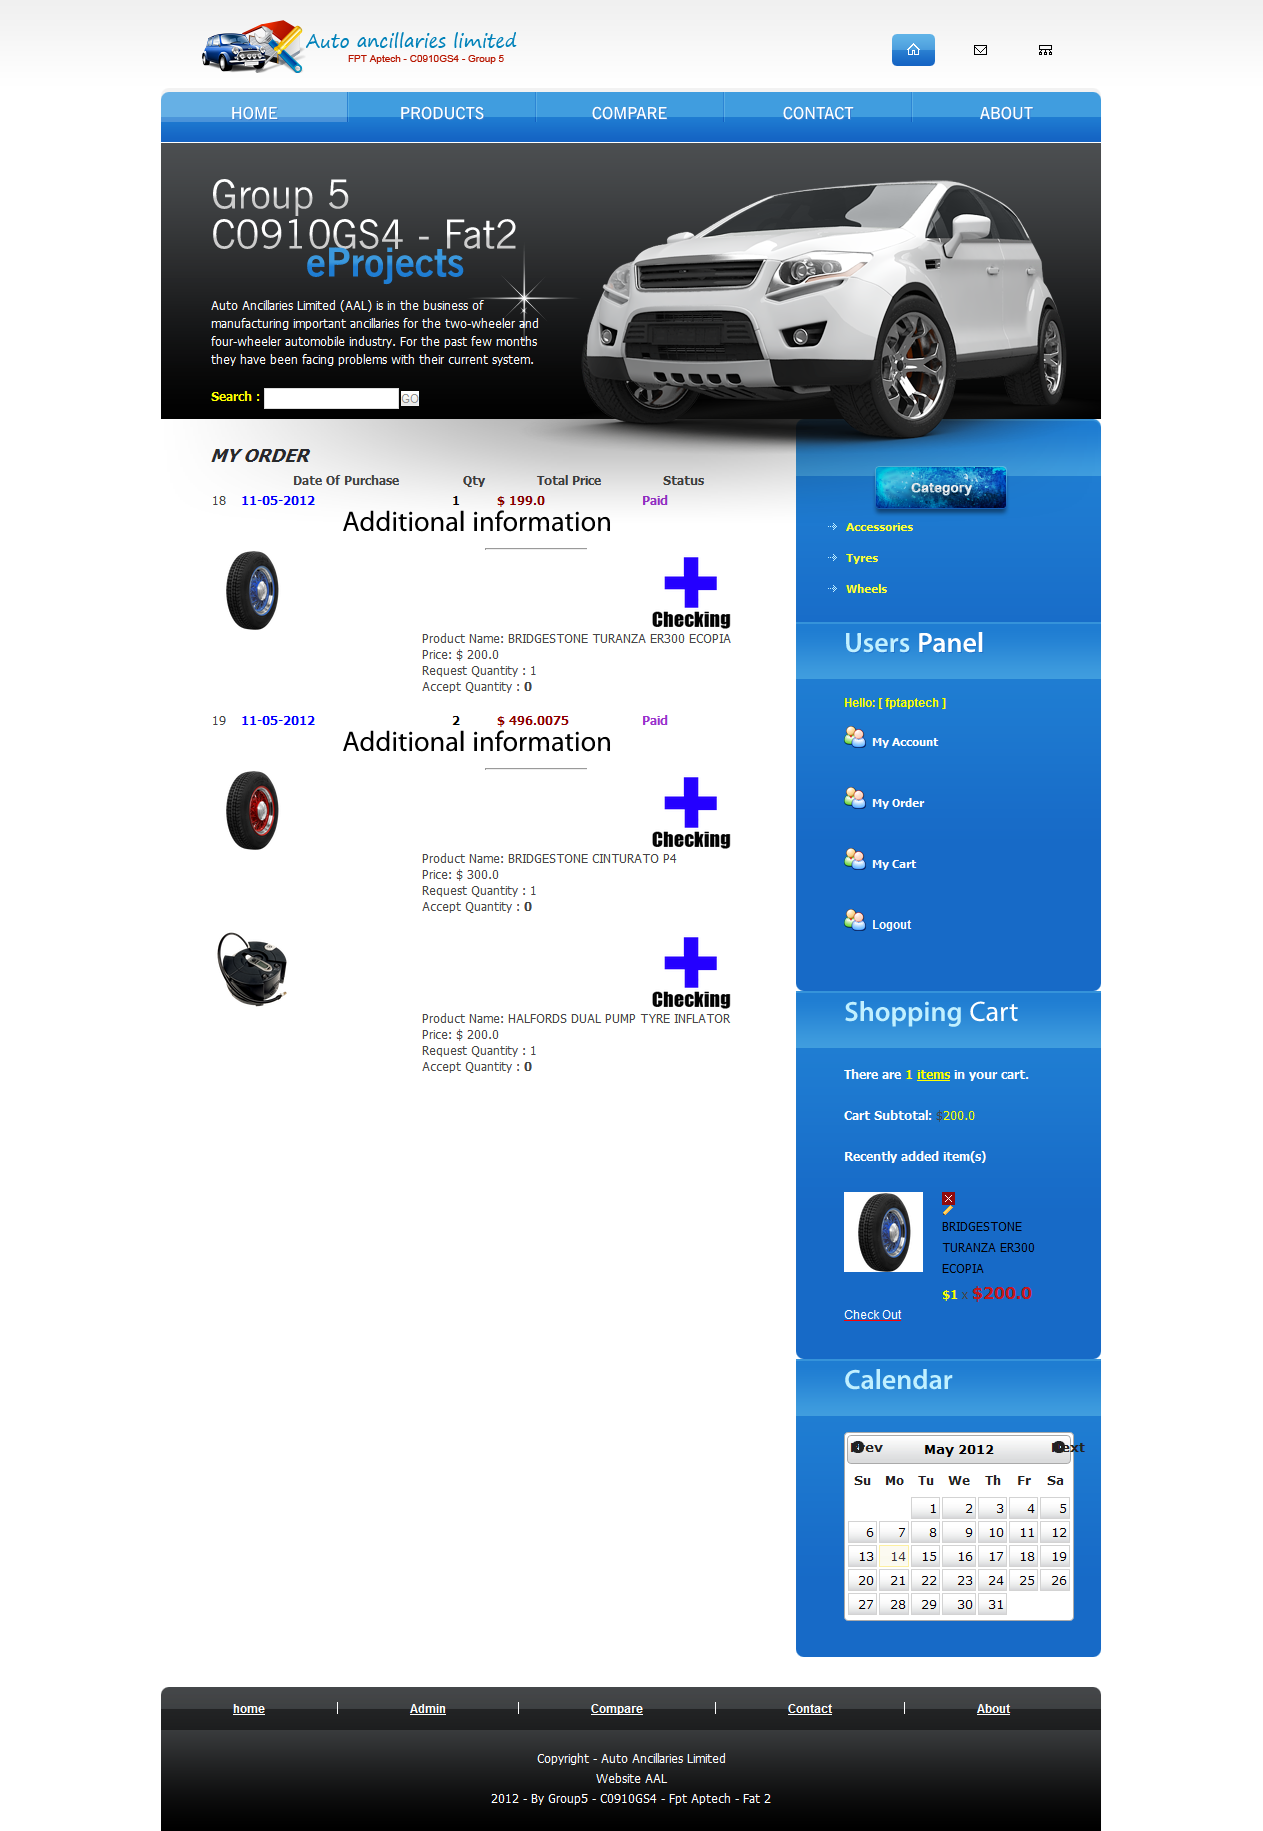 Auto ancillaries limited
FPT Aptech - C0910GS4 - Group 5
HOME PRODUCTS COMPARE CONTACT ABOUT
Group 5
C0910GS4 - Fat2
eProjects
Auto Ancillaries Limited (AAL) is in the business of
manufacturing important ancillaries for the two-wheeler and
four-wheeler automobile industry. For the past few months
they have been facing problems with their current system.
Search : GO
MY ORDER
Date Of Purchase Qty Total Price Status
18 11-05-2012 1 $ 199.0 Paid
Additional information
Checking
Product Name: BRIDGESTONE TURANZA ER300 ECOPIA
Price: $ 200.0
Request Quantity : 1
Accept Quantity : 0
19 11-05-2012 2 $ 496.0075 Paid
Additional information
Checking
Product Name: BRIDGESTONE CINTURATO P4
Price: $ 300.0
Request Quantity : 1
Accept Quantity : 0
Checking
Product Name: HALFORDS DUAL PUMP TYRE INFLATOR
Price: $ 200.0
Request Quantity : 1
Accept Quantity : 0
Category
Accessories
Tyres
Wheels
Users Panel
Hello: [ fptaptech ]
My Account
My Order
My Cart
Logout
Shopping Cart
There are 1 items in your cart.
Cart Subtotal: $200.0
Recently added item(s)
BRIDGESTONE
TURANZA ER300
ECOPIA
$1 x $200.0
Check Out
Calendar
Prev May 2012 Next
Su Mo Tu We Th Fr Sa
1 2 3 4 5
6 7 8 9 10 11 12
13 14 15 16 17 18 19
20 21 22 23 24 25 26
27 28 29 30 31
home Admin Compare Contact About
Copyright - Auto Ancillaries Limited
Website AAL
2012 - By Group5 - C0910GS4 - Fpt Aptech - Fat 2